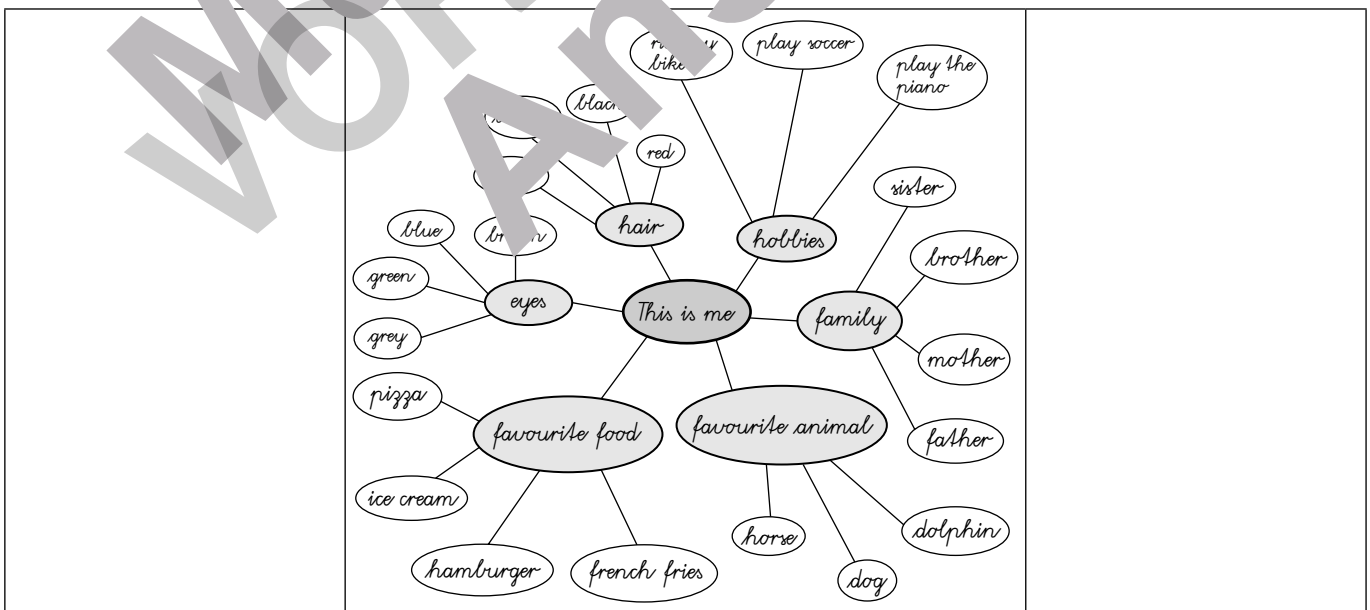 play soccer
play the
piano
black
red
sister
hair
hobbies
blue
brother
green
eyes
This is me
family
grey
mother
pizza
favourite food
favourite animal
father
ice cream
dolphin
horse
hamburger
french fries
dog
bike